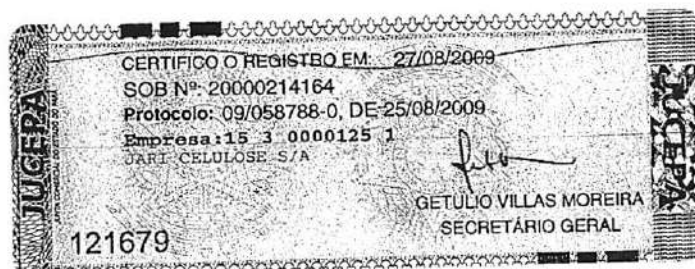 JUCEPA
CERTIFICO O REGISTRO EM: 27/08/2009
SOB Nº: 20000214164
Protocolo: 09/058788-0, DE 25/08/2009
Empresa:15 3 0000125 1
JARI CELULOSE S/A
GETULIO VILLAS MOREIRA
SECRETÁRIO GERAL
121679
JUCEPA